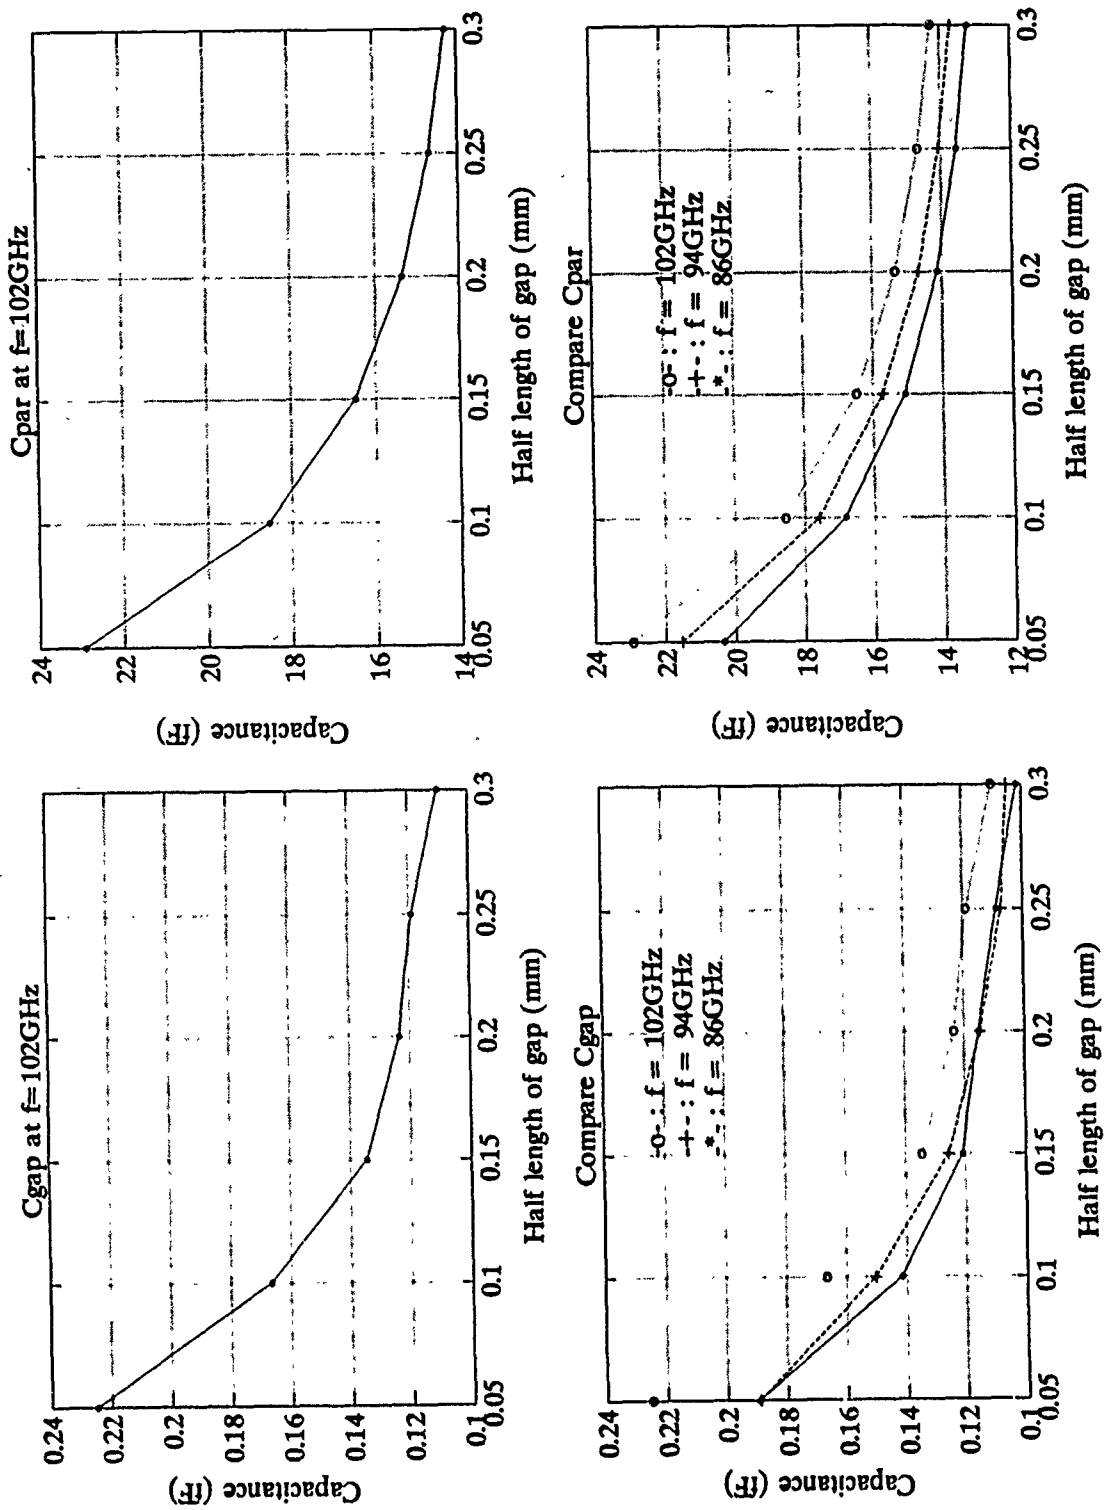 Cgap at f=102GHz
Capacitance (fF)
0.24
0.22
0.2
0.18
0.16
0.14
0.12
0.1
0.05
0.1
0.15
0.2
0.25
0.3
Half length of gap (mm)
Cpar at f=102GHz
Capacitance (fF)
24
22
20
18
16
14
0.05
0.1
0.15
0.2
0.25
0.3
Half length of gap (mm)
Compare Cgap
-o- : f = 102GHz
-+- : f = 94GHz
-*- : f = 86GHz
Capacitance (fF)
0.24
0.22
0.2
0.18
0.16
0.14
0.12
0.1
0.05
0.1
0.15
0.2
0.25
0.3
Half length of gap (mm)
Compare Cpar
-o- : f = 102GHz
-+- : f = 94GHz
-*- : f = 86GHz
Capacitance (fF)
24
22
20
18
16
14
12
0.05
0.1
0.15
0.2
0.25
0.3
Half length of gap (mm)